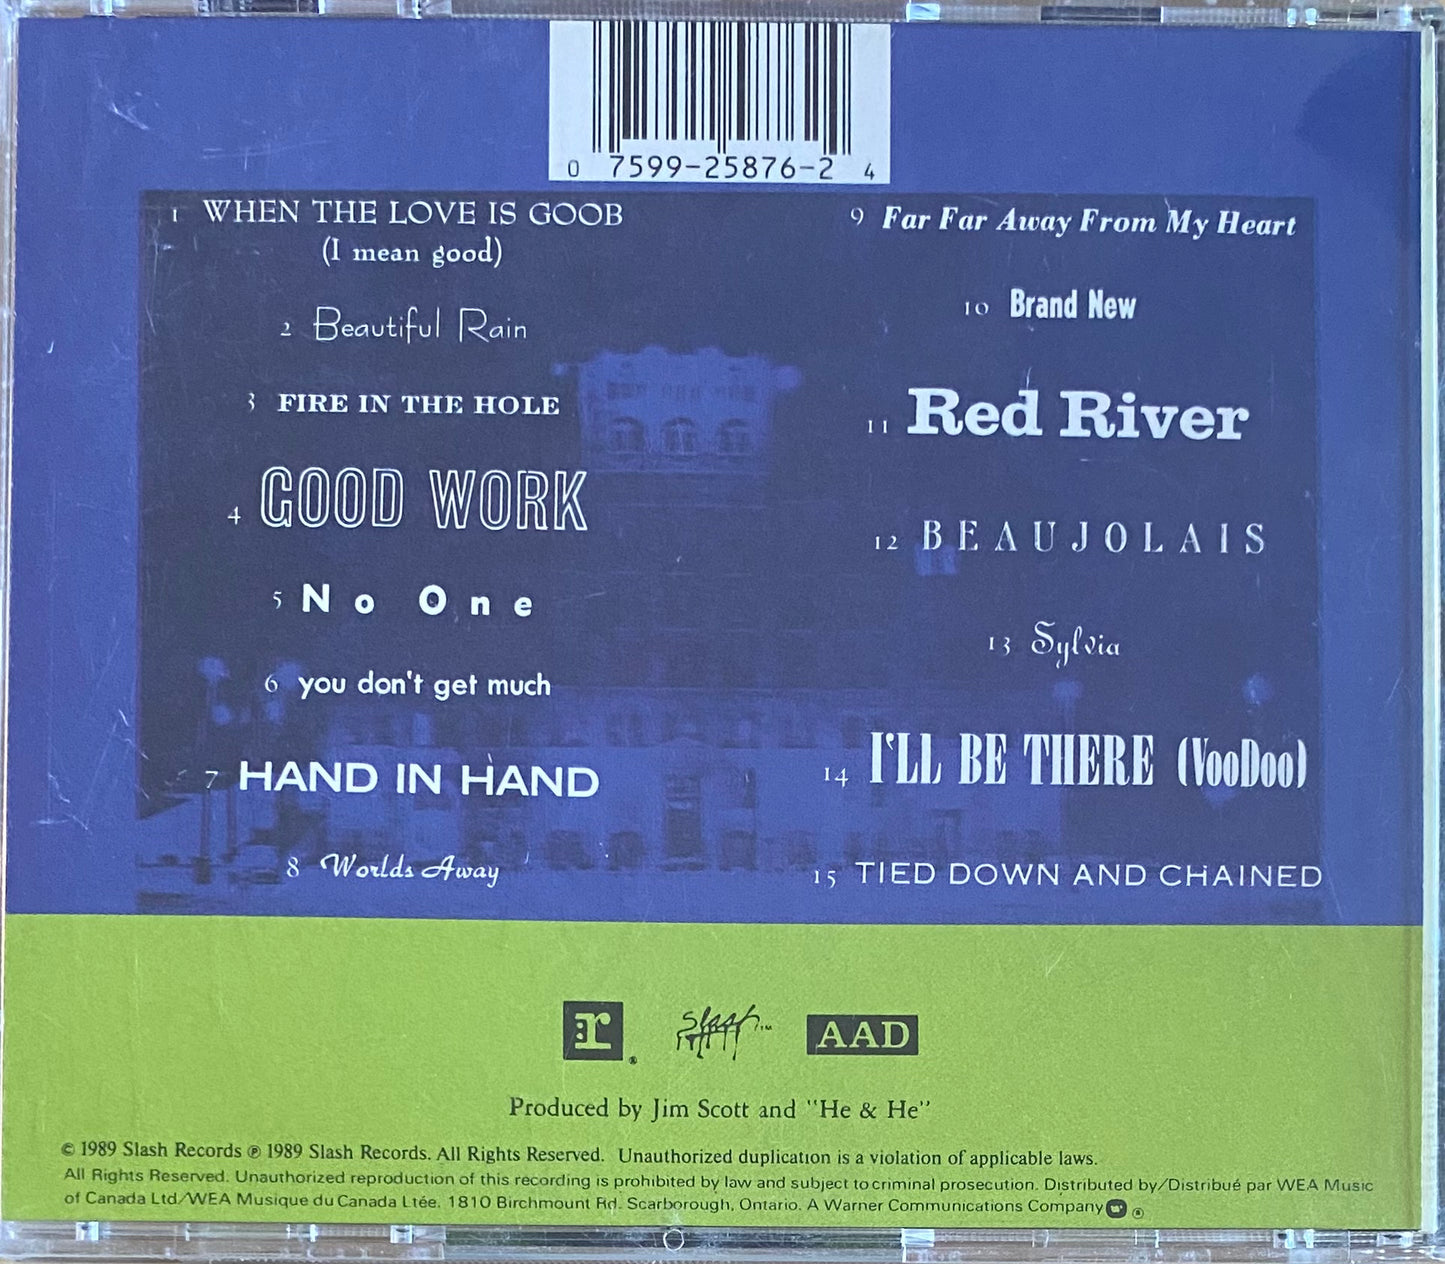 0 7599-25876-2 4
1 WHEN THE LOVE IS GOOB
(I mean good)
2 Beautiful Rain
3 FIRE IN THE HOLE
4 GOOD WORK
5 No One
6 you don't get much
7 HAND IN HAND
8 Worlds Away
9 Far Far Away From My Heart
10 Brand New
11 Red River
12 BEAUJOLAIS
13 Sylvia
14 I'LL BE THERE (VooDoo)
15 TIED DOWN AND CHAINED
r ®
Slash™
AAD
Produced by Jim Scott and "He & He"
© 1989 Slash Records ℗ 1989 Slash Records. All Rights Reserved. Unauthorized duplication is a violation of applicable laws.
All Rights Reserved. Unauthorized reproduction of this recording is prohibited by law and subject to criminal prosecution. Distributed by/Distribué par WEA Music
of Canada Ltd/WEA Musique du Canada Ltée. 1810 Birchmount Rd. Scarborough, Ontario. A Warner Communications Company ®